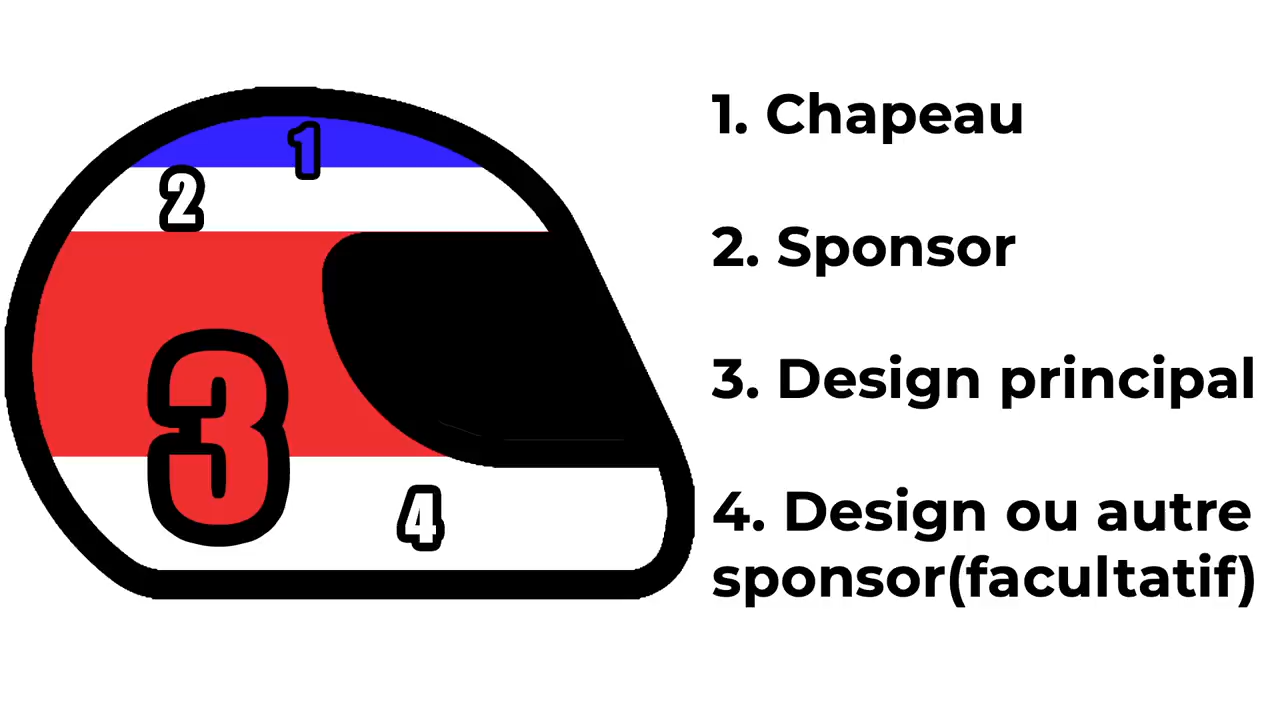 1
2
3
4
1. Chapeau
2. Sponsor
3. Design principal
4. Design ou autre
sponsor(facultatif)